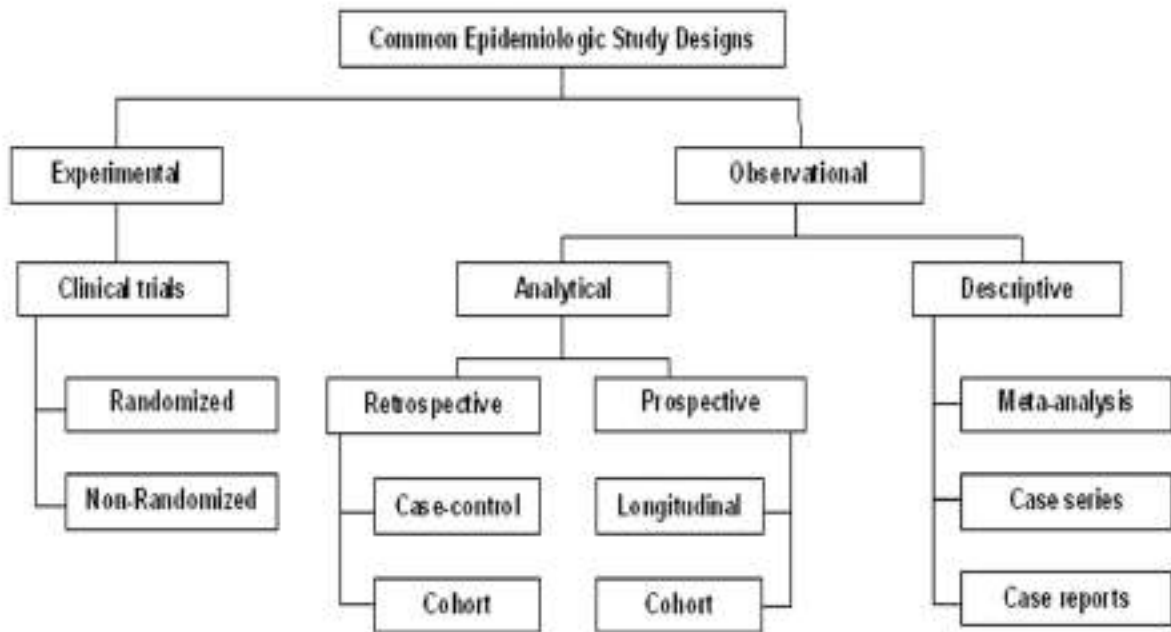 Common Epidemiologic Study Designs
Experimental
Observational
Clinical trials
Analytical
Descriptive
Randomized
Retrospective
Prospective
Meta-analysis
Non-Randomized
Case-control
Longitudinal
Case series
Cohort
Cohort
Case reports